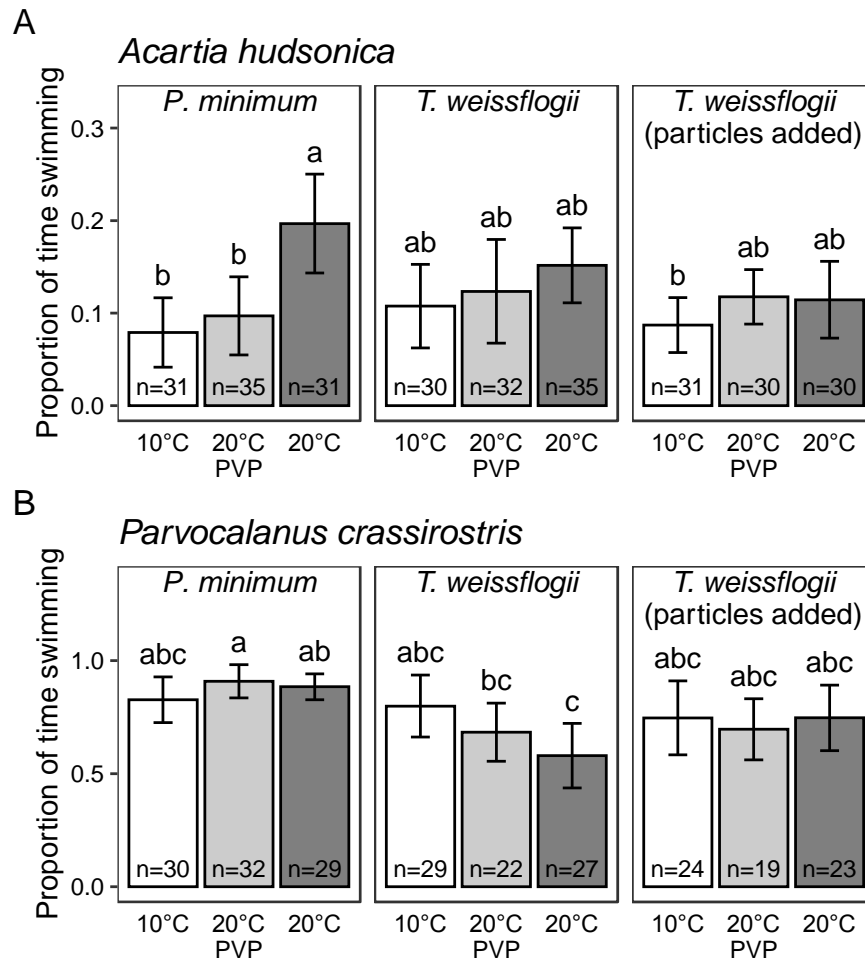 A
Acartia hudsonica
P. minimum
T. weissflogii
T. weissflogii
(particles added)
Proportion of time swimming
0.3
0.2
0.1
0.0
b
b
a
ab
ab
ab
b
ab
ab
n=31
n=35
n=31
n=30
n=32
n=35
n=31
n=30
n=30
10°C
20°C
PVP
20°C
10°C
20°C
PVP
20°C
10°C
20°C
PVP
20°C
B
Parvocalanus crassirostris
P. minimum
T. weissflogii
T. weissflogii
(particles added)
Proportion of time swimming
1.0
0.5
0.0
abc
a
ab
abc
bc
c
abc
abc
abc
n=30
n=32
n=29
n=29
n=22
n=27
n=24
n=19
n=23
10°C
20°C
PVP
20°C
10°C
20°C
PVP
20°C
10°C
20°C
PVP
20°C